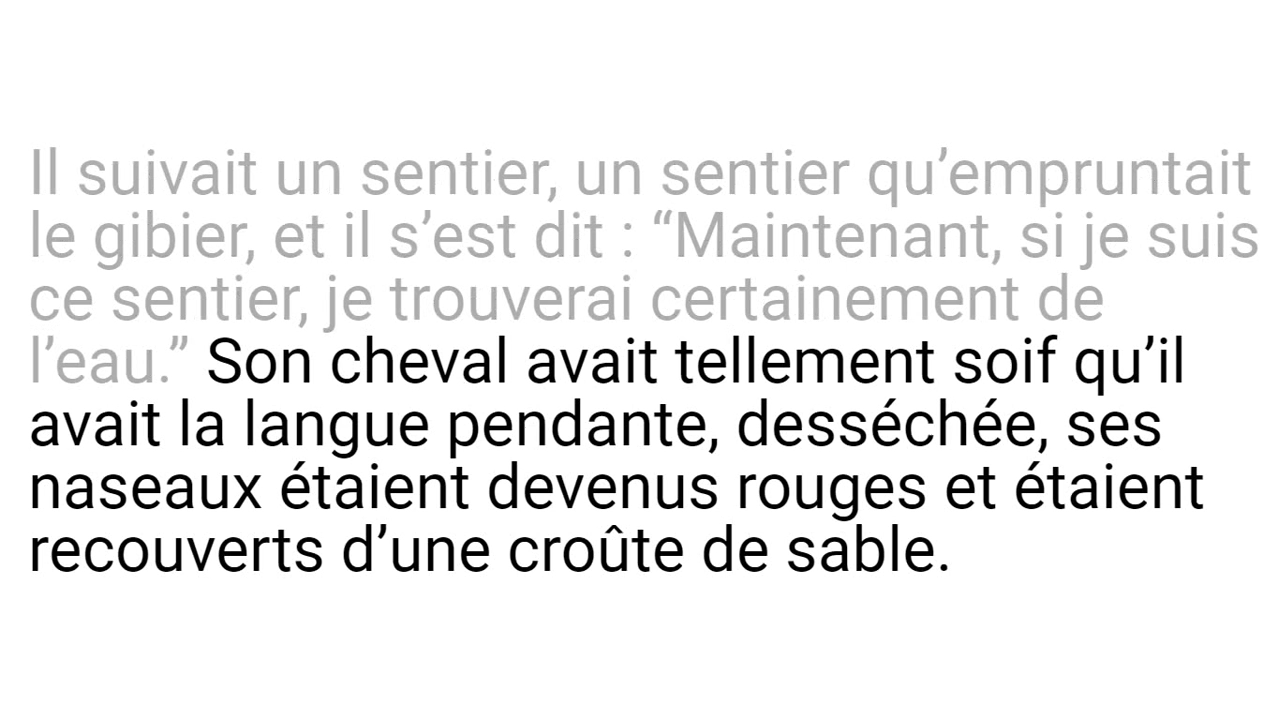 Il suivait un sentier, un sentier qu’empruntait
le gibier, et il s’est dit : “Maintenant, si je suis
ce sentier, je trouverai certainement de
l’eau.” Son cheval avait tellement soif qu’il
avait la langue pendante, desséchée, ses
naseaux étaient devenus rouges et étaient
recouverts d’une croûte de sable.